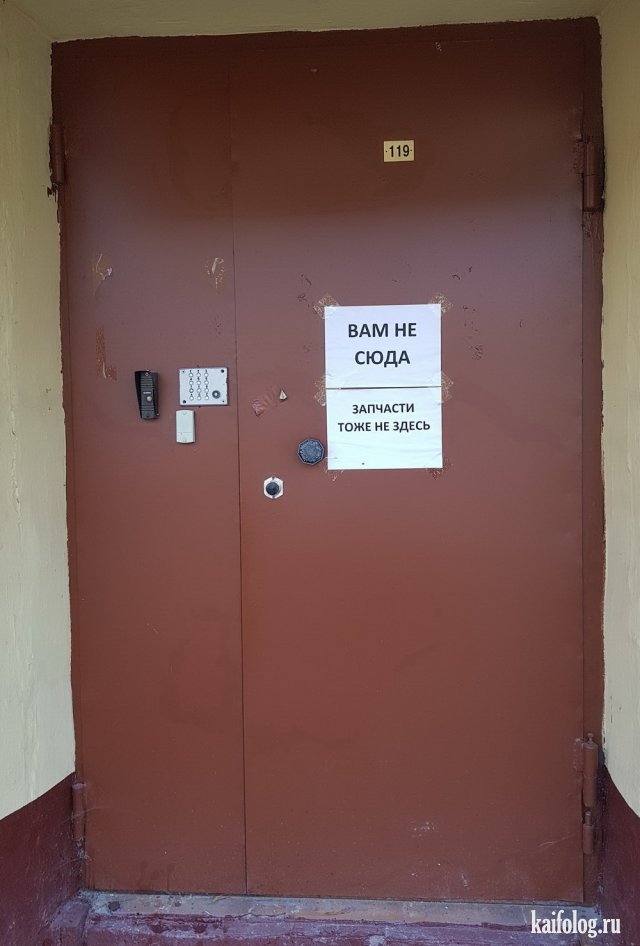 ·119·
ВАМ НЕ
СЮДА
ЗАПЧАСТИ
ТОЖЕ НЕ ЗДЕСЬ
kaifolog.ru